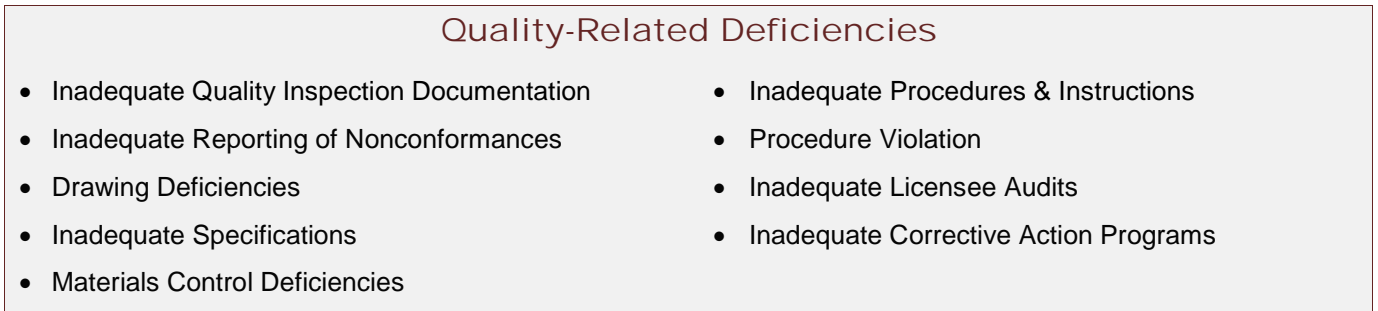 Quality-Related Deficiencies
• Inadequate Quality Inspection Documentation
• Inadequate Reporting of Nonconformances
• Drawing Deficiencies
• Inadequate Specifications
• Materials Control Deficiencies
• Inadequate Procedures & Instructions
• Procedure Violation
• Inadequate Licensee Audits
• Inadequate Corrective Action Programs